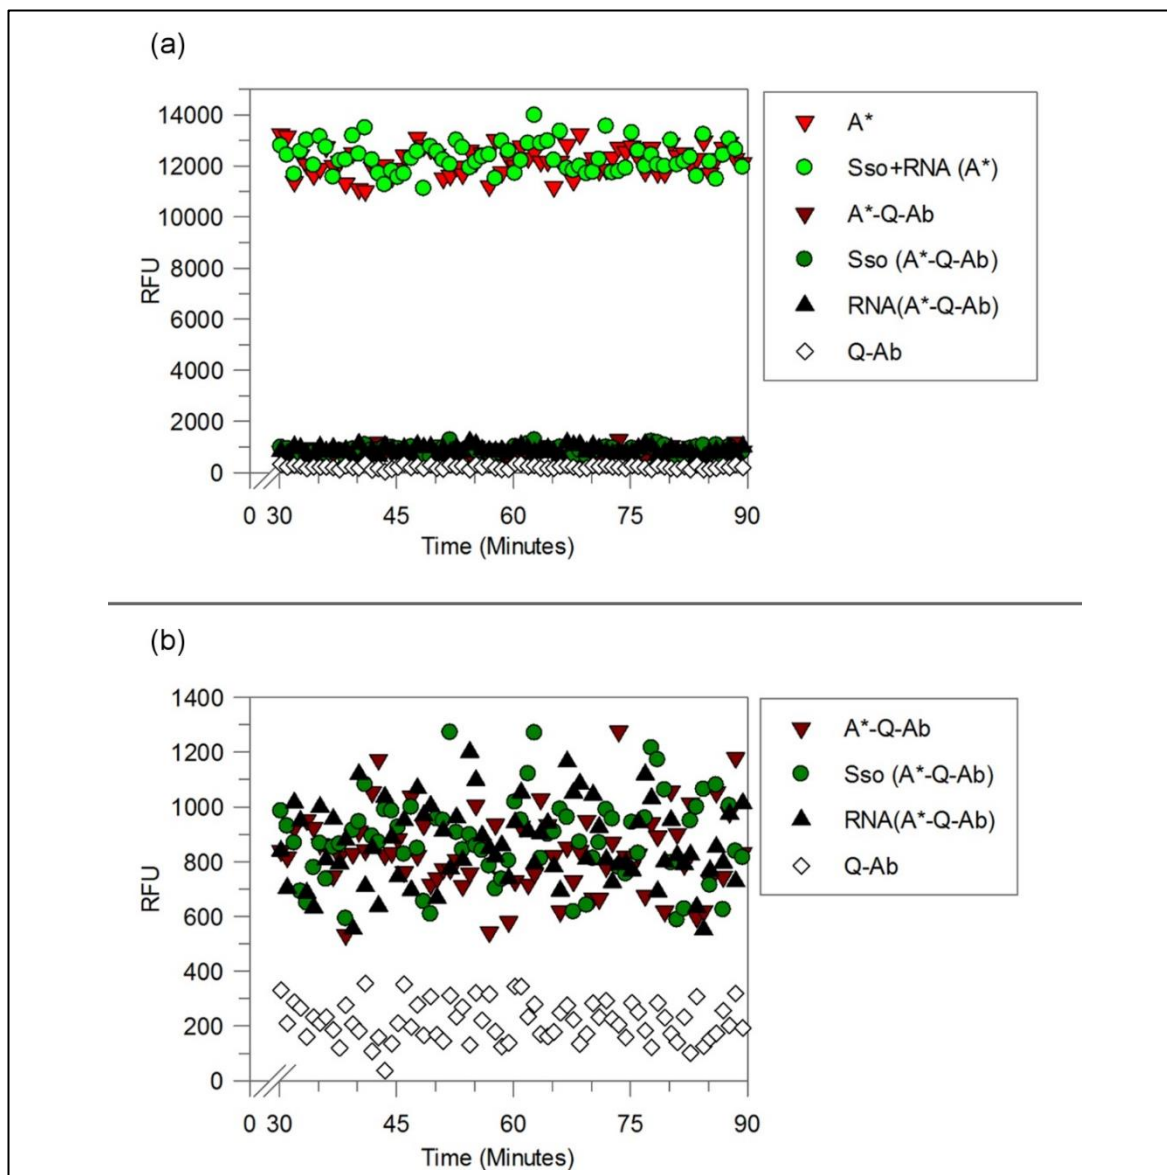 (a)
14000
12000
10000
8000
6000
4000
2000
0
RFU
0 30 45 60 75 90
Time (Minutes)
A*
Sso+RNA (A*)
A*-Q-Ab
Sso (A*-Q-Ab)
RNA(A*-Q-Ab)
Q-Ab
(b)
1400
1200
1000
800
600
400
200
0
RFU
0 30 45 60 75 90
Time (Minutes)
A*-Q-Ab
Sso (A*-Q-Ab)
RNA(A*-Q-Ab)
Q-Ab